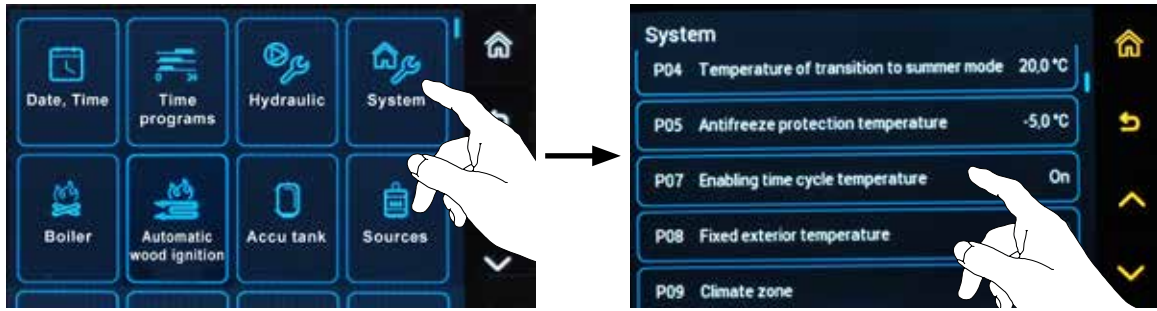 Date, Time
Time
programs
0 24
Hydraulic
System
Boiler
Automatic
wood ignition
Accu tank
Sources
System
P04 Temperature of transition to summer mode 20,0 °C
P05 Antifreeze protection temperature -5,0 °C
P07 Enabling time cycle temperature On
P08 Fixed exterior temperature
P09 Climate zone